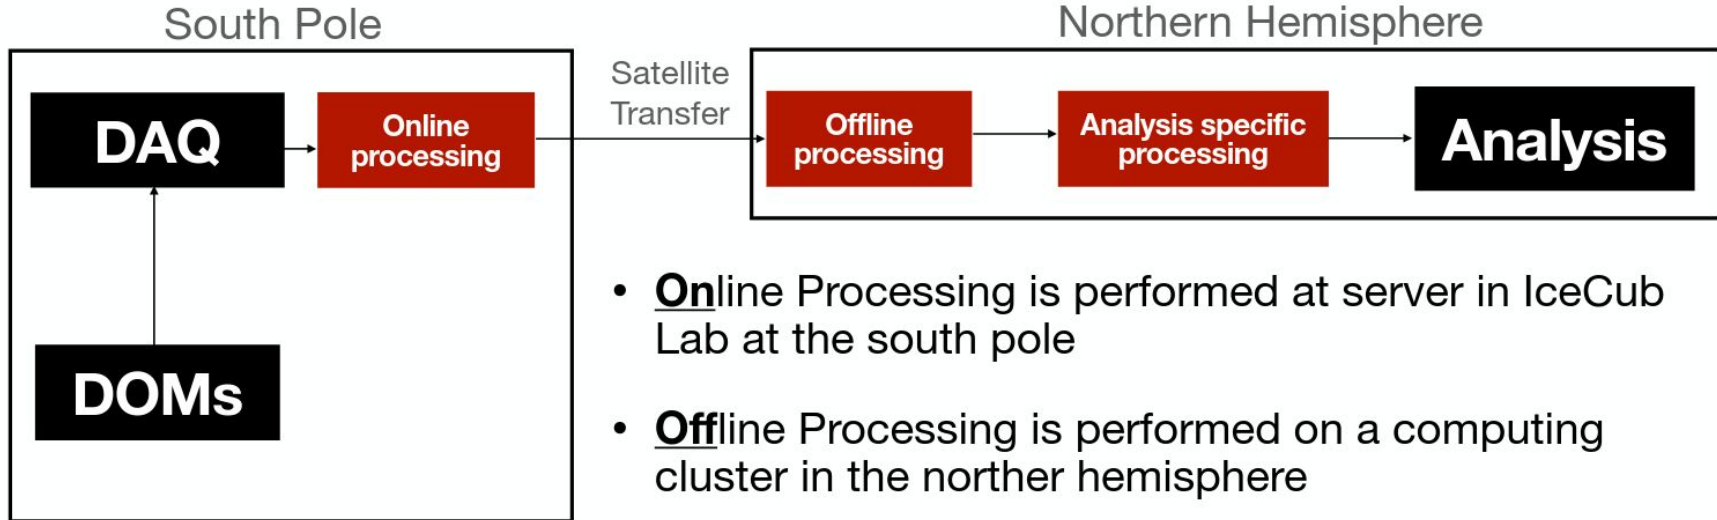 South Pole
Northern Hemisphere
Satellite
Transfer
DAQ
Online
processing
Offline
processing
Analysis specific
processing
Analysis
DOMs
• Online Processing is performed at server in IceCub
Lab at the south pole
• Offline Processing is performed on a computing
cluster in the norther hemisphere